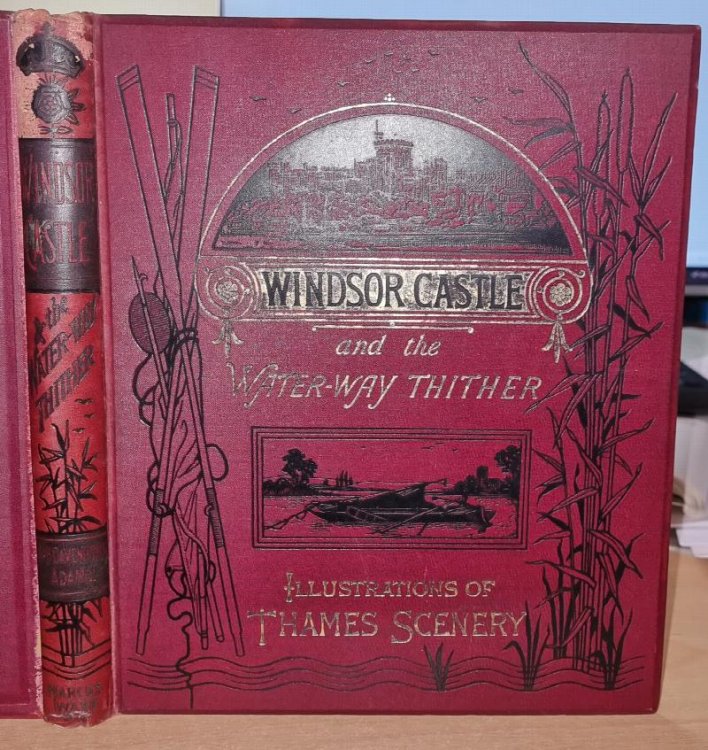 WINDSOR
CASTLE
& the
WATER-WAY
THITHER
ADAMS
MARCUS
WARD
WINDSOR CASTLE
and the
WATER-WAY THITHER
ILLUSTRATIONS OF
THAMES SCENERY